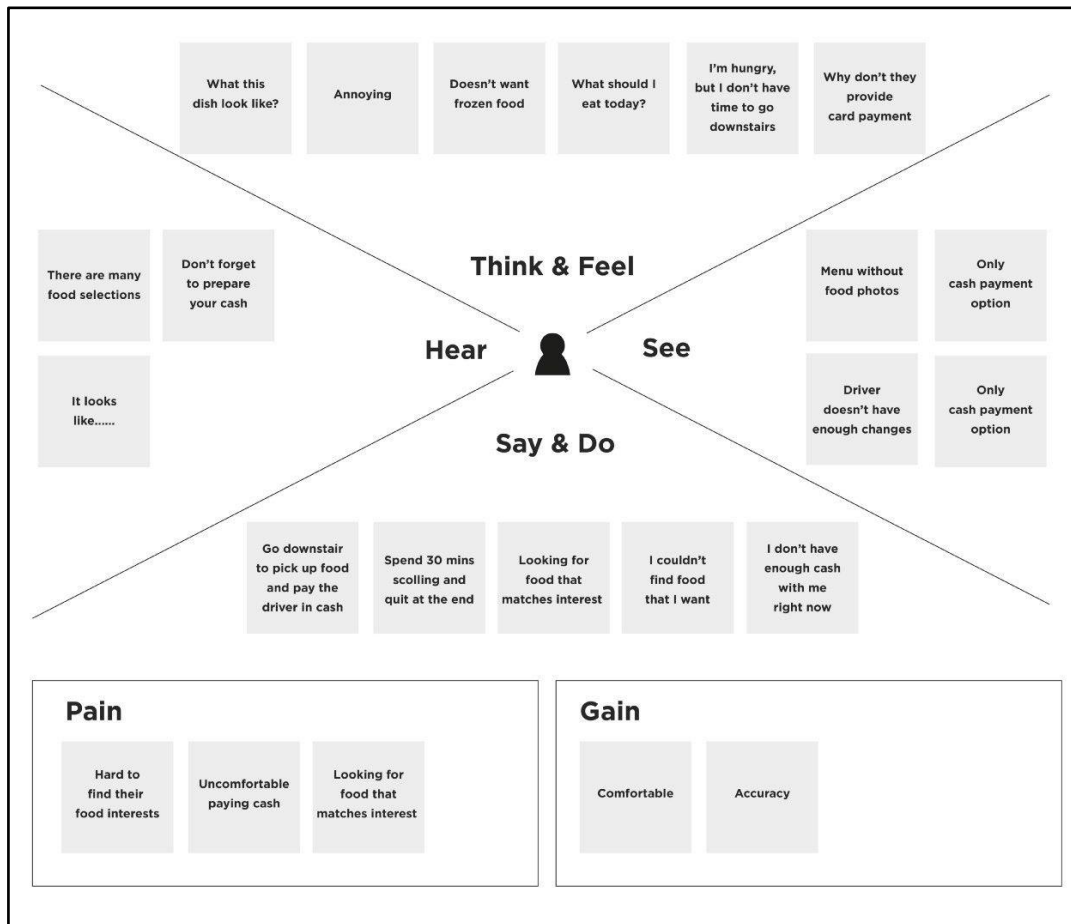 What this
dish look like?
Annoying
Doesn't want
frozen food
What should I
eat today?
I'm hungry,
but I don't have
time to go
downstairs
Why don't they
provide
card payment
Think & Feel
There are many
food selections
Don't forget
to prepare
your cash
It looks
like......
Hear
See
Menu without
food photos
Only
cash payment
option
Driver
doesn't have
enough changes
Only
cash payment
option
Say & Do
Go downstair
to pick up food
and pay the
driver in cash
Spend 30 mins
scolling and
quit at the end
Looking for
food that
matches interest
I couldn't
find food
that I want
I don't have
enough cash
with me
right now
Pain
Hard to
find their
food interests
Uncomfortable
paying cash
Looking for
food that
matches interest
Gain
Comfortable
Accuracy